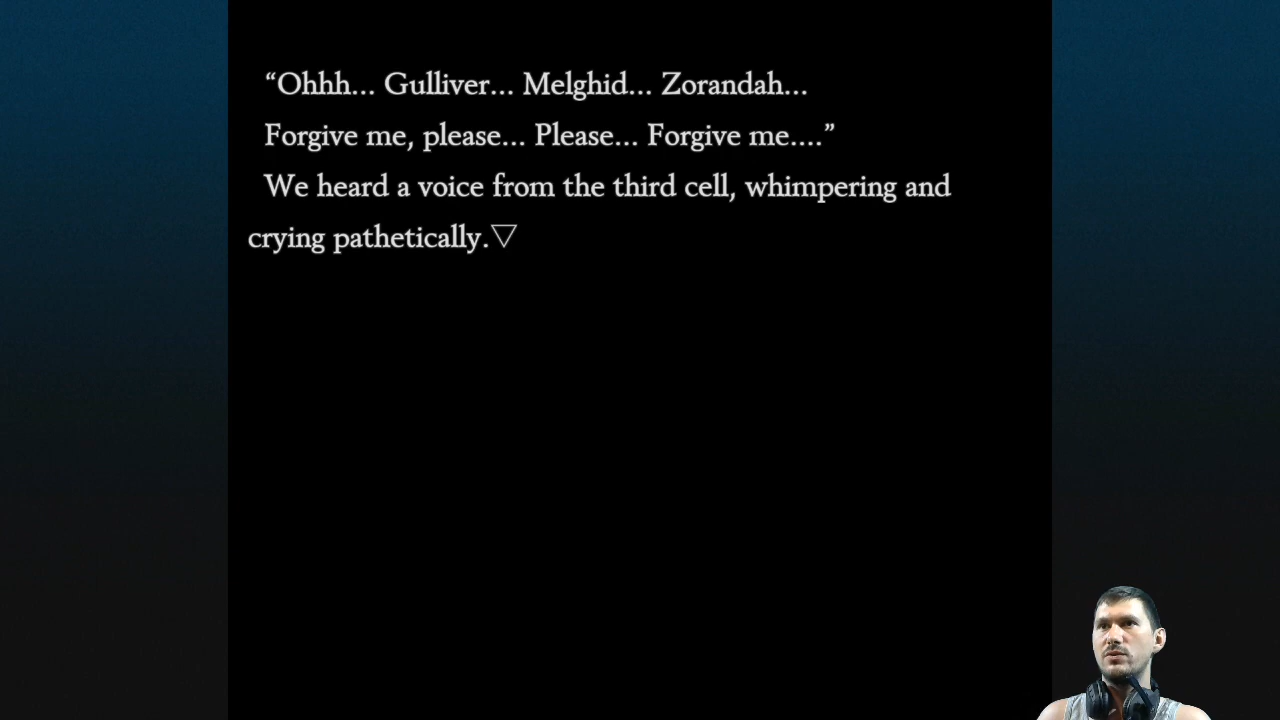 “Ohhh... Gulliver... Melghid... Zorandah...
Forgive me, please... Please... Forgive me....”
We heard a voice from the third cell, whimpering and
crying pathetically.▽